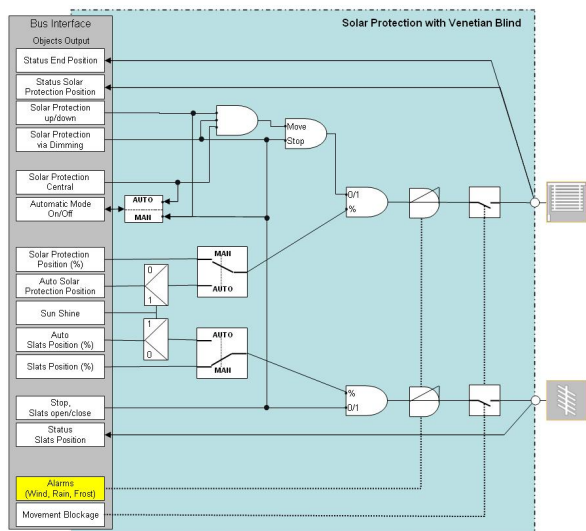 Bus Interface
Solar Protection with Venetian Blind
Objects Output
Status End Position
Status Solar
Protection Position
Solar Protection
up/down
Solar Protection
via Dimming
Move
Stop
Solar Protection
Central
Automatic Mode
On/Off
AUTO
MAN
0/1
%
Solar Protection
Position (%)
Auto Solar
Protection Position
0
1
MAN
AUTO
Sun Shine
Auto
Slats Position (%)
Slats Position (%)
1
0
AUTO
MAN
Stop,
Slats open/close
%
0/1
Status
Slats Position
Alarms
(Wind, Rain, Frost)
Movement Blockage